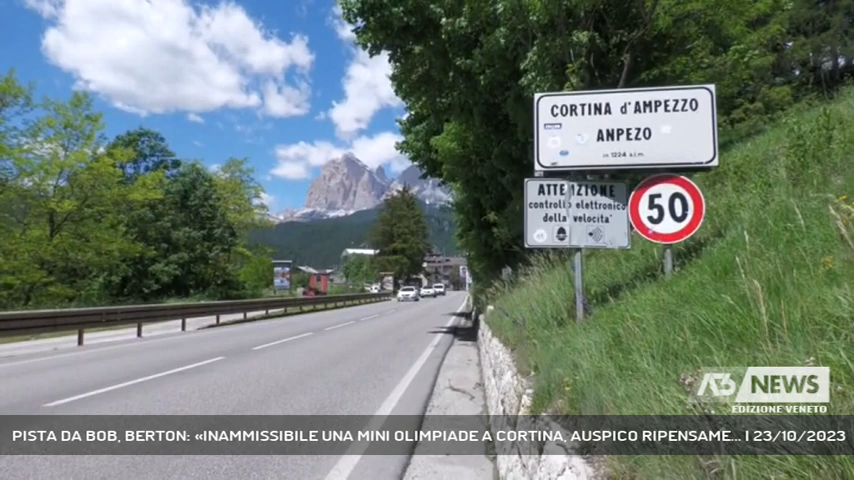 CORTINA d'AMPEZZO
ANPEZO
m 1224 s.l.m.
ATTENZIONE
controllo elettronico
della velocità'
50
A3 NEWS
EDIZIONE VENETO
PISTA DA BOB, BERTON: «INAMMISSIBILE UNA MINI OLIMPIADE A CORTINA, AUSPICO RIPENSAME... | 23/10/2023